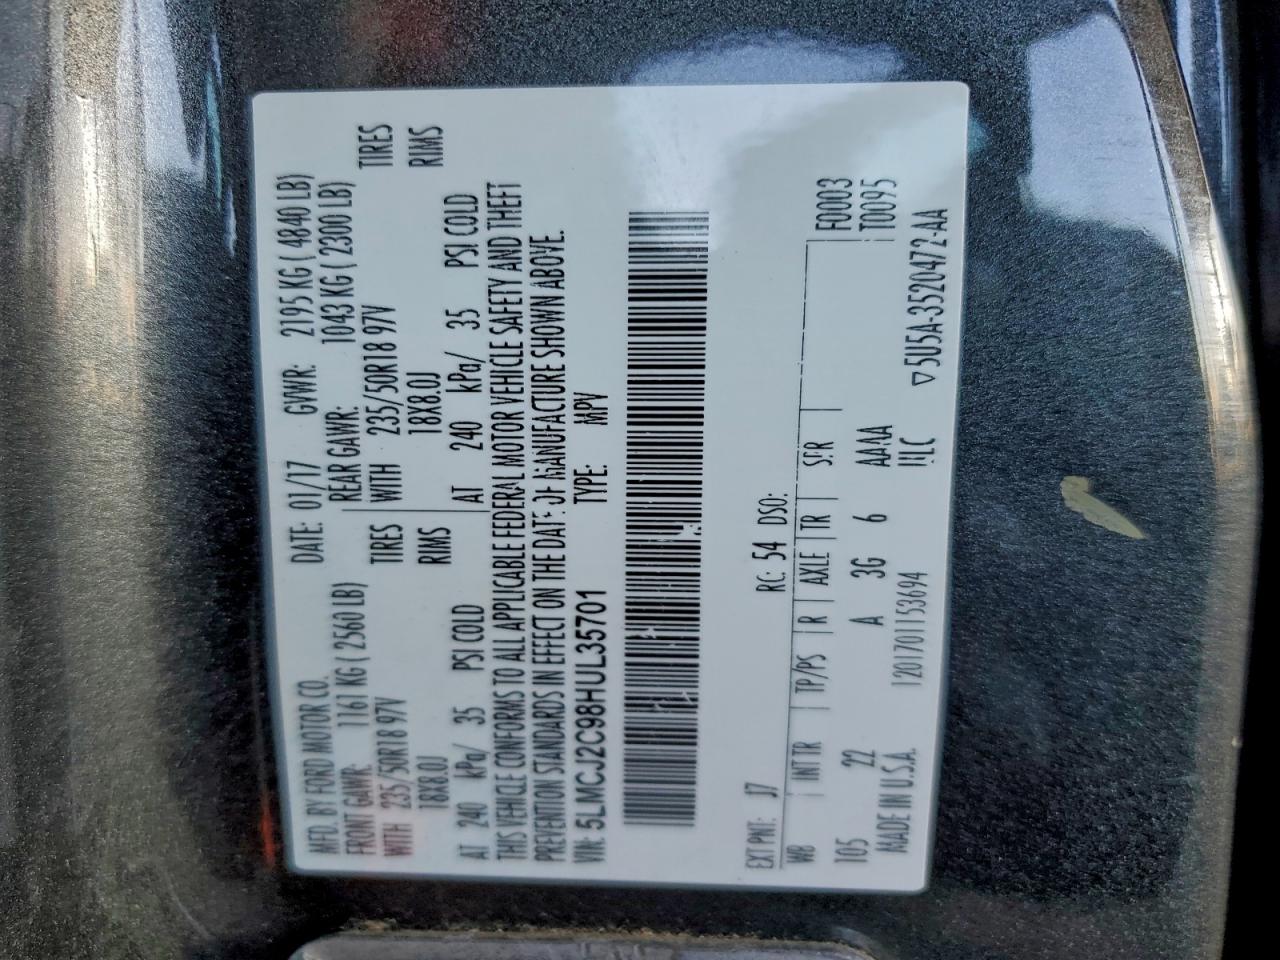 MFD. BY FORD MOTOR CO.
DATE: 01/17 GVWR: 2195 KG ( 4840 LB)
FRONT GAWR: 1161 KG ( 2560 LB)
REAR GAWR: 1043 KG ( 2300 LB)
WITH 235/50R18 97V TIRES
WITH 235/50R18 97V TIRES
18X8.0J RIMS
18X8.0J RIMS
AT 240 kPa/ 35 PSI COLD
AT 240 kPa/ 35 PSI COLD
THIS VEHICLE CONFORMS TO ALL APPLICABLE FEDERAL MOTOR VEHICLE SAFETY AND THEFT
PREVENTION STANDARDS IN EFFECT ON THE DATE OF MANUFACTURE SHOWN ABOVE.
VIN: 5LMCJ2C98HUL35701 TYPE: MPV
EXT PNT: J7 RC: 54 DSO:
WB INT TR TP/PS R AXLE TR SPR F0003
T0095
105 22 A 3G 6 AAAA
MADE IN U.S.A. 120170115369​4 ▽5U5A-3520472-AA